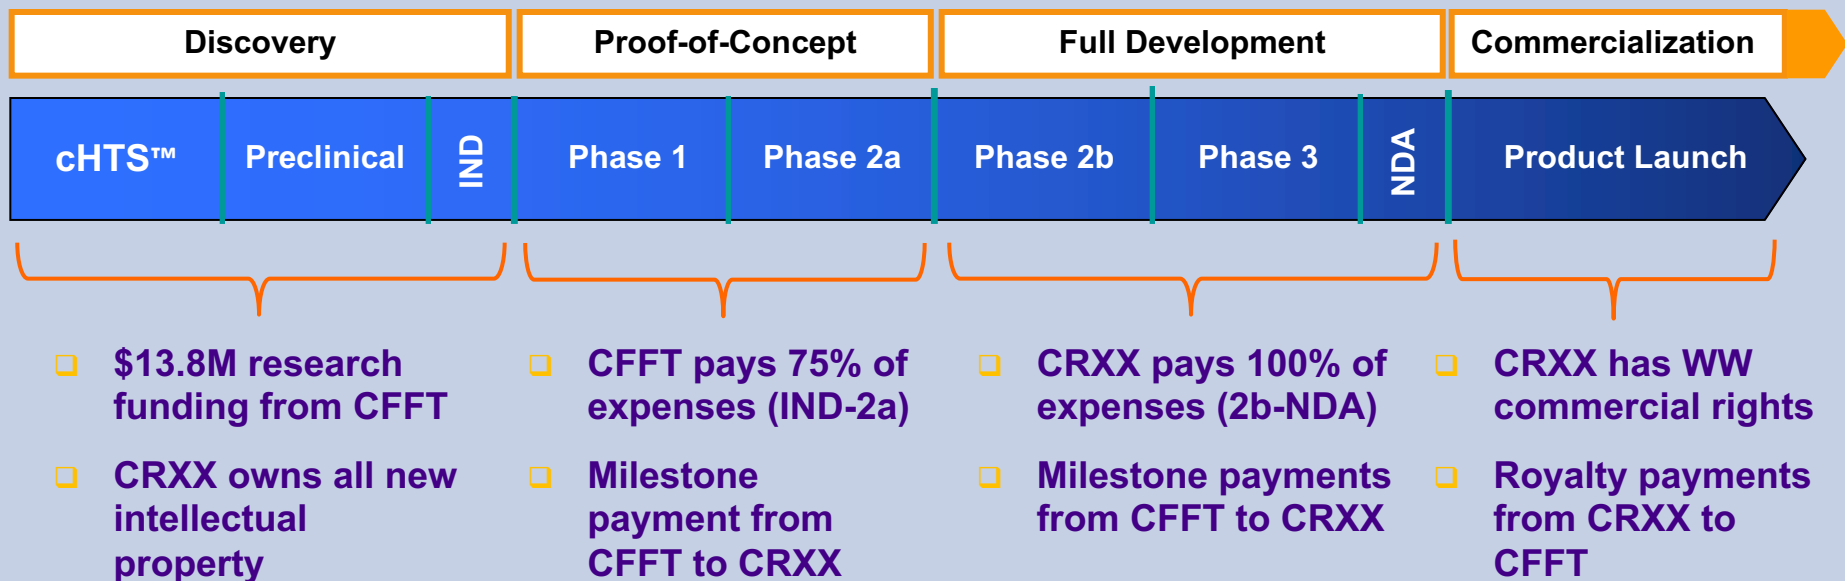 Discovery
Proof-of-Concept
Full Development
Commercialization
cHTS™
Preclinical
IND
Phase 1
Phase 2a
Phase 2b
Phase 3
NDA
Product Launch
$13.8M research
funding from CFFT
CRXX owns all new
intellectual
property
CFFT pays 75% of
expenses (IND-2a)
Milestone
payment from
CFFT to CRXX
CRXX pays 100% of
expenses (2b-NDA)
Milestone payments
from CFFT to CRXX
CRXX has WW
commercial rights
Royalty payments
from CRXX to
CFFT